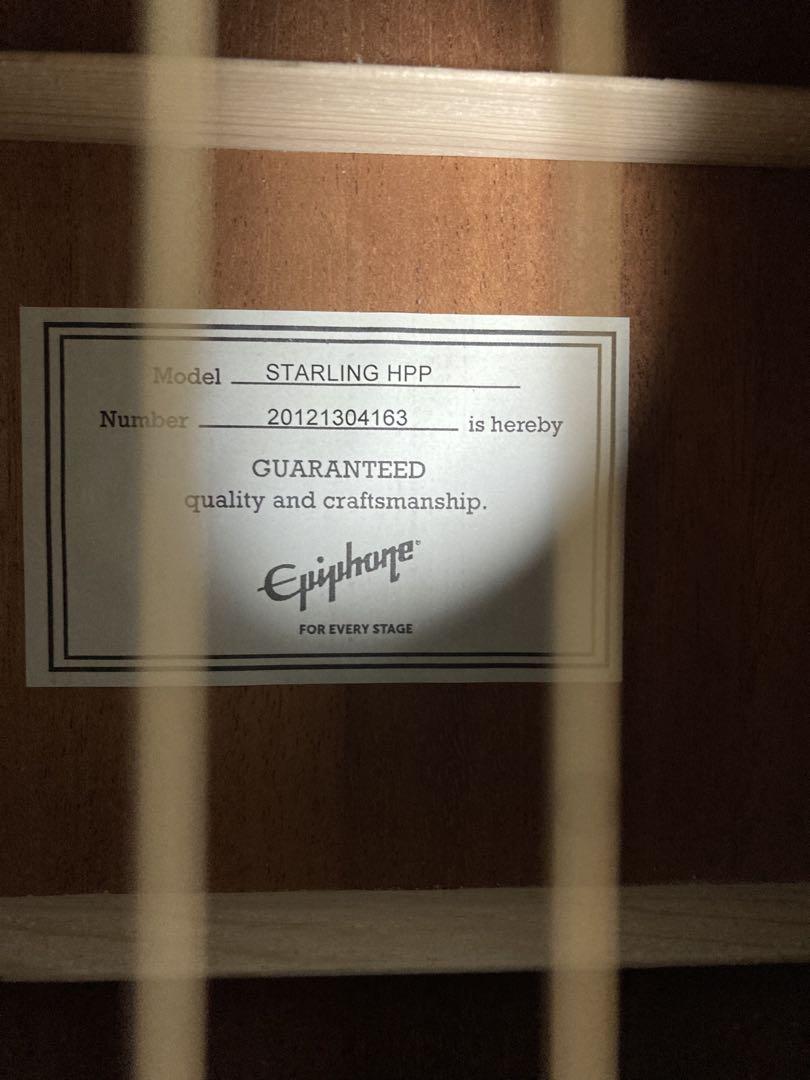 Model STARLING HPP
Number 20121304163 is hereby
GUARANTEED
quality and craftsmanship.
Epiphone®
FOR EVERY STAGE